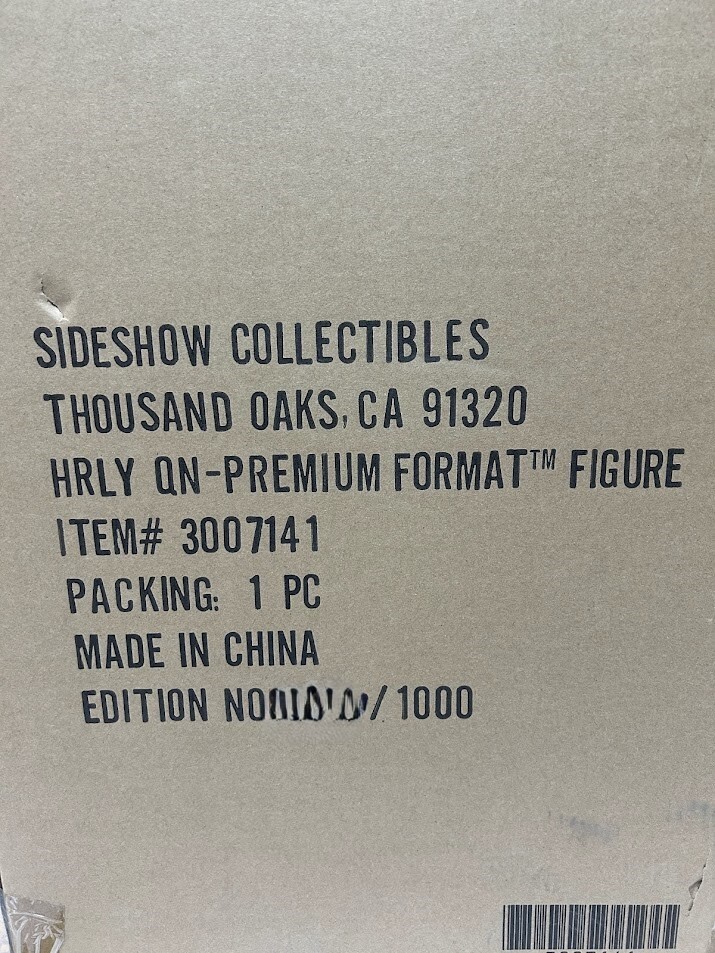 SIDESHOW COLLECTIBLES
THOUSAND OAKS, CA 91320
HRLY QN-PREMIUM FORMAT™ FIGURE
ITEM# 3007141
PACKING: 1 PC
MADE IN CHINA
EDITION NO / 1000